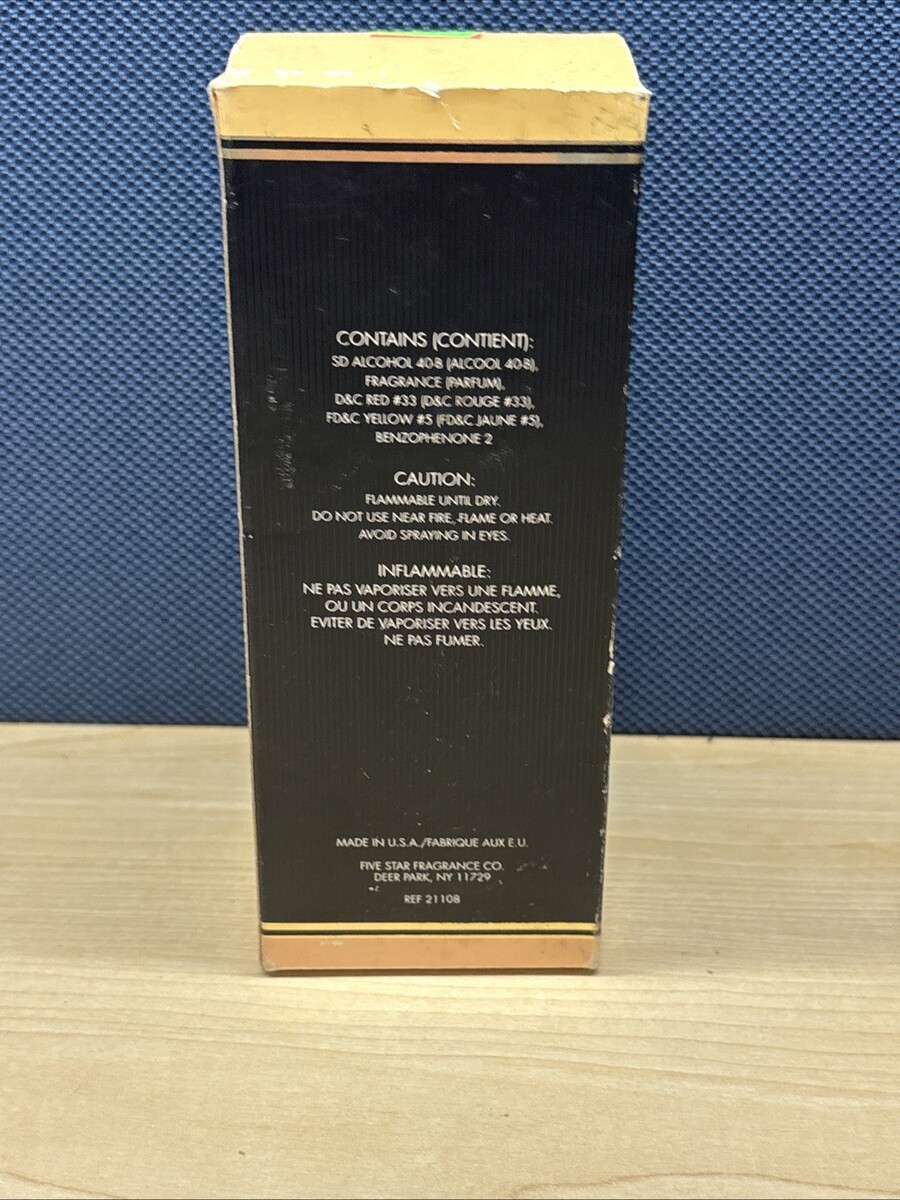 CONTAINS (CONTIENT):
SD ALCOHOL 40-B (ALCOOL 40-B),
FRAGRANCE (PARFUM),
D&C RED #33 (D&C ROUGE #33),
FD&C YELLOW #5 (FD&C JAUNE #5),
BENZOPHENONE 2
CAUTION:
FLAMMABLE UNTIL DRY.
DO NOT USE NEAR FIRE, FLAME OR HEAT.
AVOID SPRAYING IN EYES.
INFLAMMABLE:
NE PAS VAPORISER VERS UNE FLAMME,
OU UN CORPS INCANDESCENT.
EVITER DE VAPORISER VERS LES YEUX.
NE PAS FUMER.
MADE IN U.S.A./FABRIQUE AUX E.U.
FIVE STAR FRAGRANCE CO.
DEER PARK, NY 11729
REF 21108